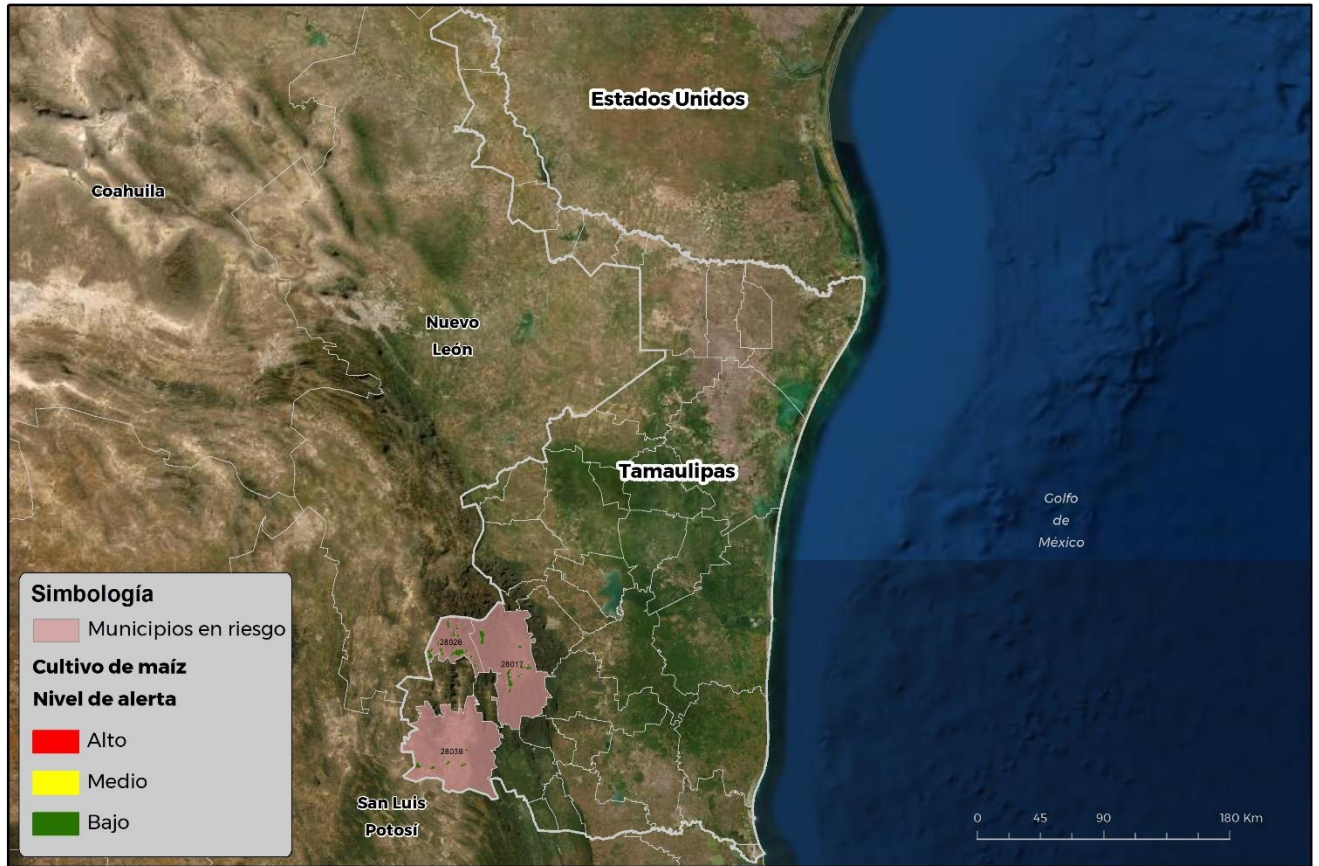 Estados Unidos
Coahuila
Nuevo
León
Tamaulipas
Golfo
de
México
28026
28017
28039
San Luis
Potosí
Simbología
Municipios en riesgo
Cultivo de maíz
Nivel de alerta
Alto
Medio
Bajo
0 45 90 180 Km